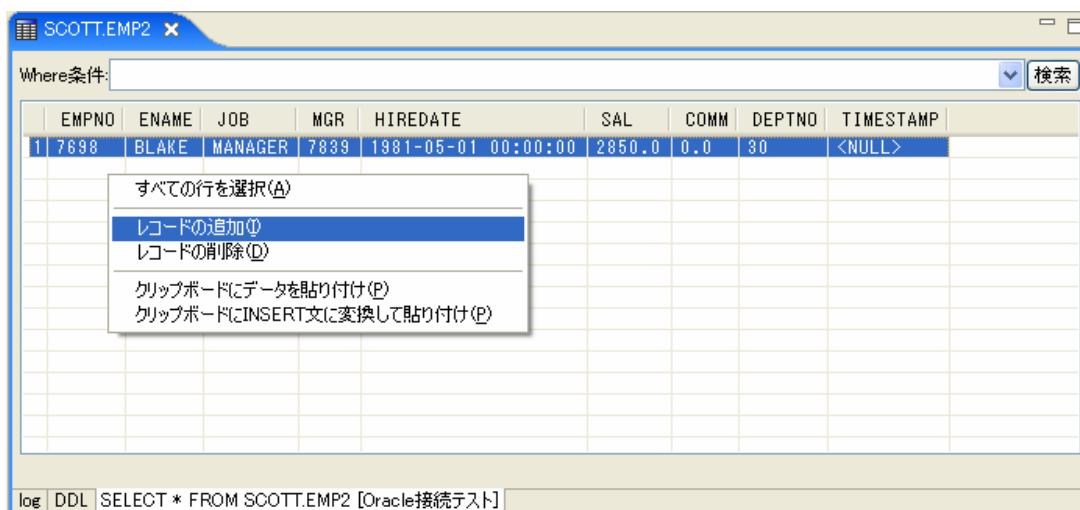 SCOTT.EMP2
Where条件: 検索
EMPNO ENAME JOB MGR HIREDATE SAL COMM DEPTNO TIMESTAMP
1 7698 BLAKE MANAGER 7839 1981-05-01 00:00:00 2850.0 0.0 30 <NULL>
すべての行を選択(A)
レコードの追加(I)
レコードの削除(D)
クリップボードにデータを貼り付け(P)
クリップボードにINSERT文に変換して貼り付け(P)
log DDL SELECT * FROM SCOTT.EMP2 [Oracle接続テスト]